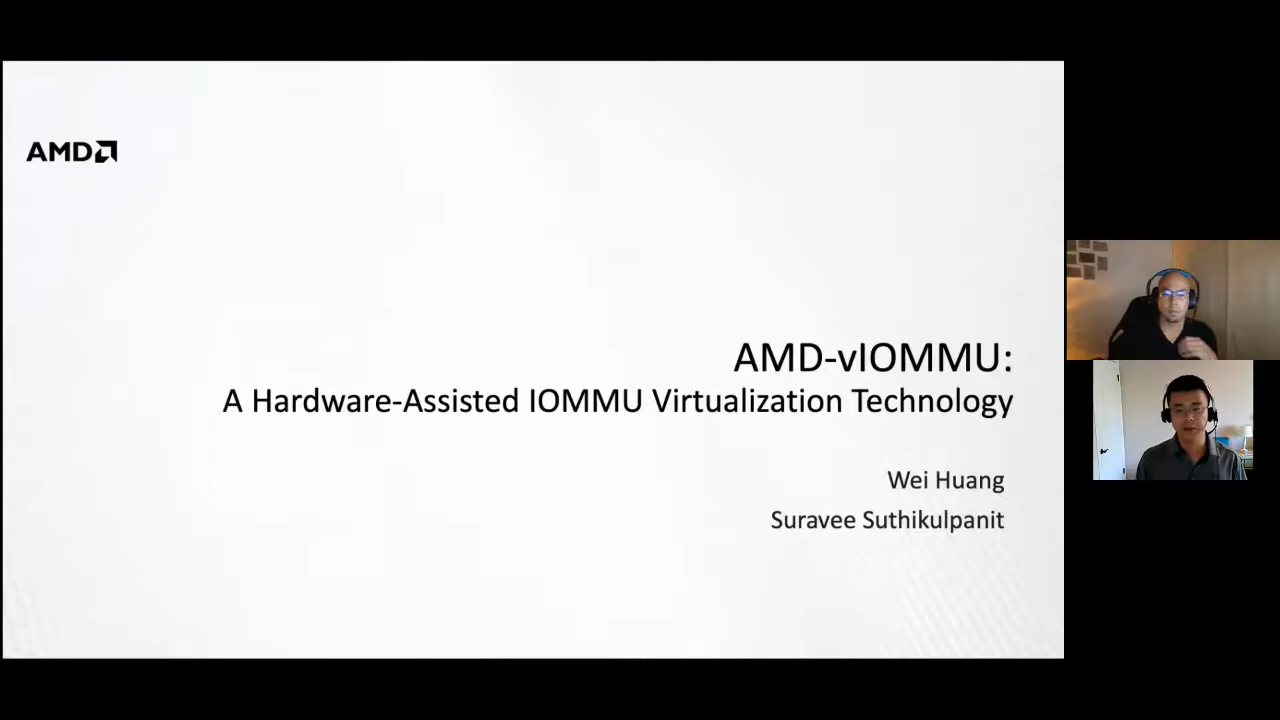 AMD
AMD-vIOMMU:
A Hardware-Assisted IOMMU Virtualization Technology
Wei Huang
Suravee Suthikulpanit